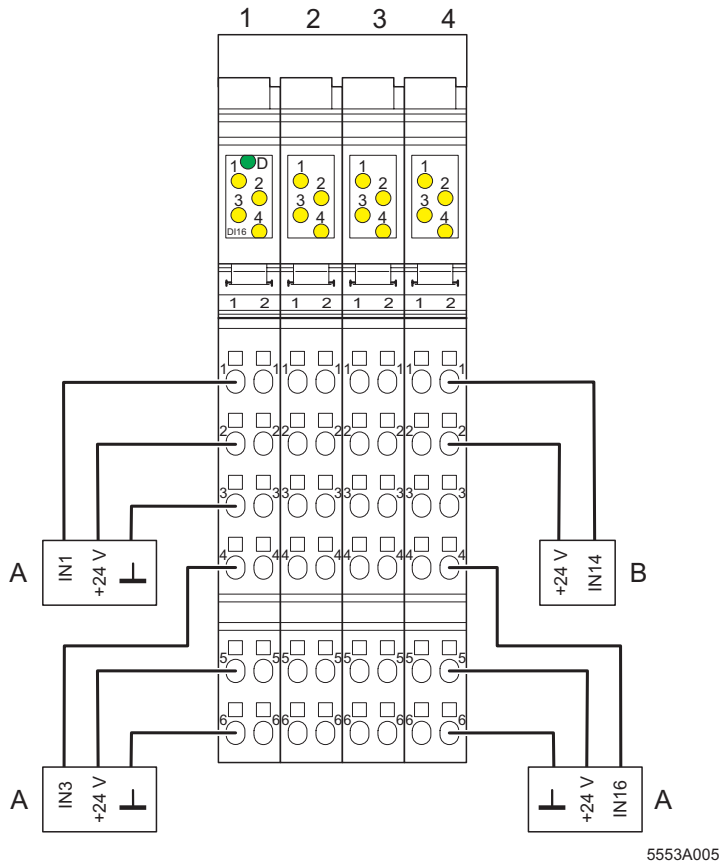 1 2 3 4
1 D 1 1 1
2 2 2 2
3 3 3 3
4 4 4 4
DI16
1 2 1 2 1 2 1 2
1 1 1 1 1 1 1 1
2 2 2 2 2 2 2 2
3 3 3 3 3 3 3 3
4 4 4 4 4 4 4 4
A IN1 +24 V
+24 V IN14 B
5 5 5 5 5 5 5 5
6 6 6 6 6 6 6 6
A IN3 +24 V
+24 V IN16 A
5553A005